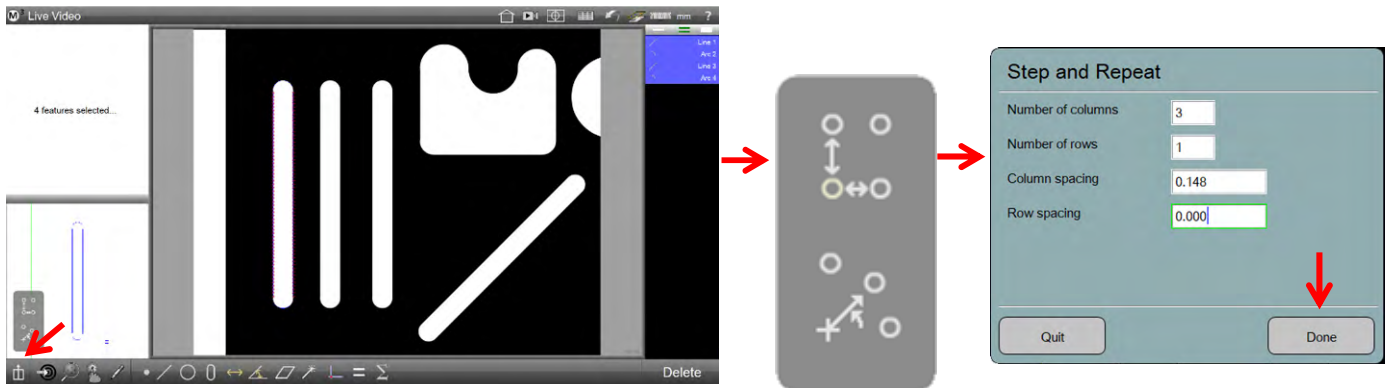 M3 Live Video
mm ?
4 features selected...
Line 1
Arc 2
Line 3
Arc 4
Delete
Step and Repeat
Number of columns 3
Number of rows 1
Column spacing 0.148
Row spacing 0.000
Quit Done